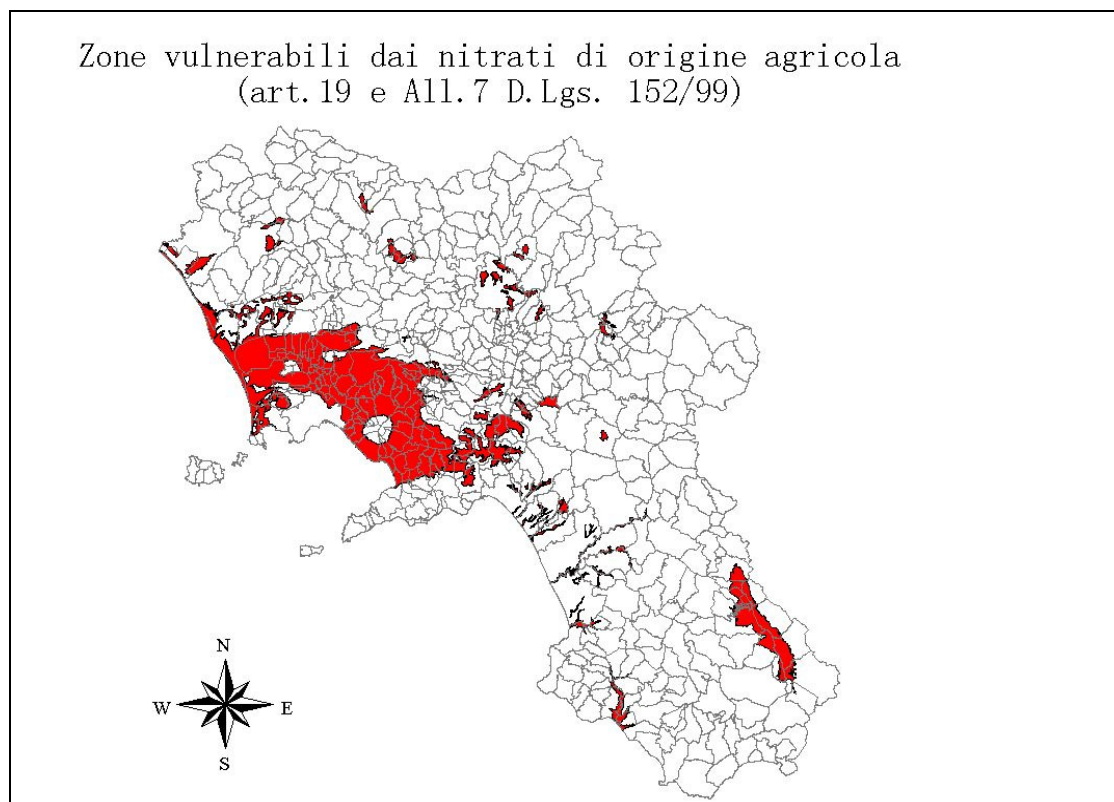 Zone vulnerabili dai nitrati di origine agricola
(art.19 e All.7 D.Lgs. 152/99)
N
W E
S